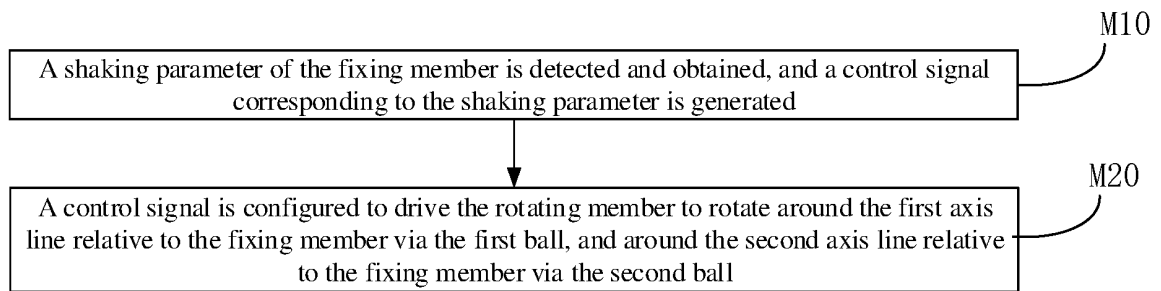 M10
A shaking parameter of the fixing member is detected and obtained, and a control signal
corresponding to the shaking parameter is generated
M20
A control signal is configured to drive the rotating member to rotate around the first axis
line relative to the fixing member via the first ball, and around the second axis line relative
to the fixing member via the second ball